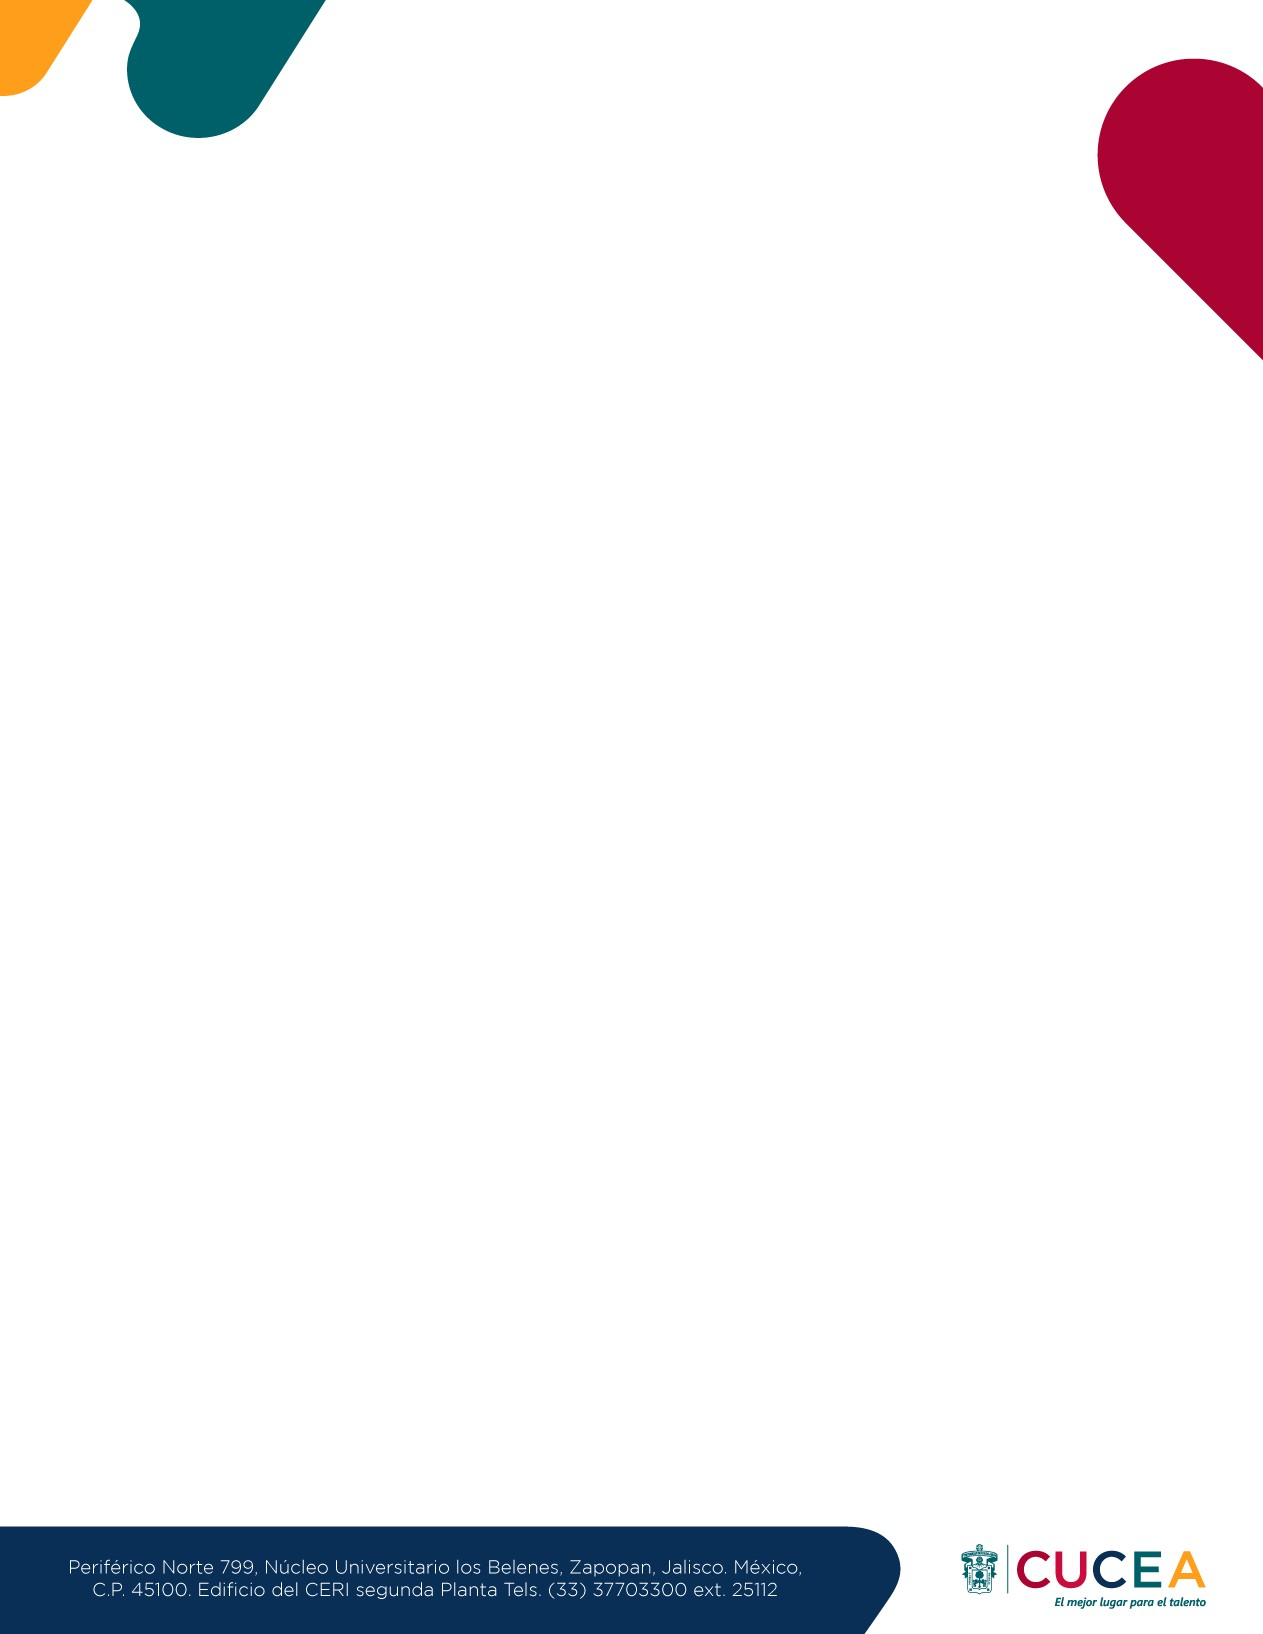 Periférico Norte 799, Núcleo Universitario los Belenes, Zapopan, Jalisco. México,
C.P. 45100. Edificio del CERI segunda Planta Tels. (33) 37703300 ext. 25112
CUCEA
El mejor lugar para el talento